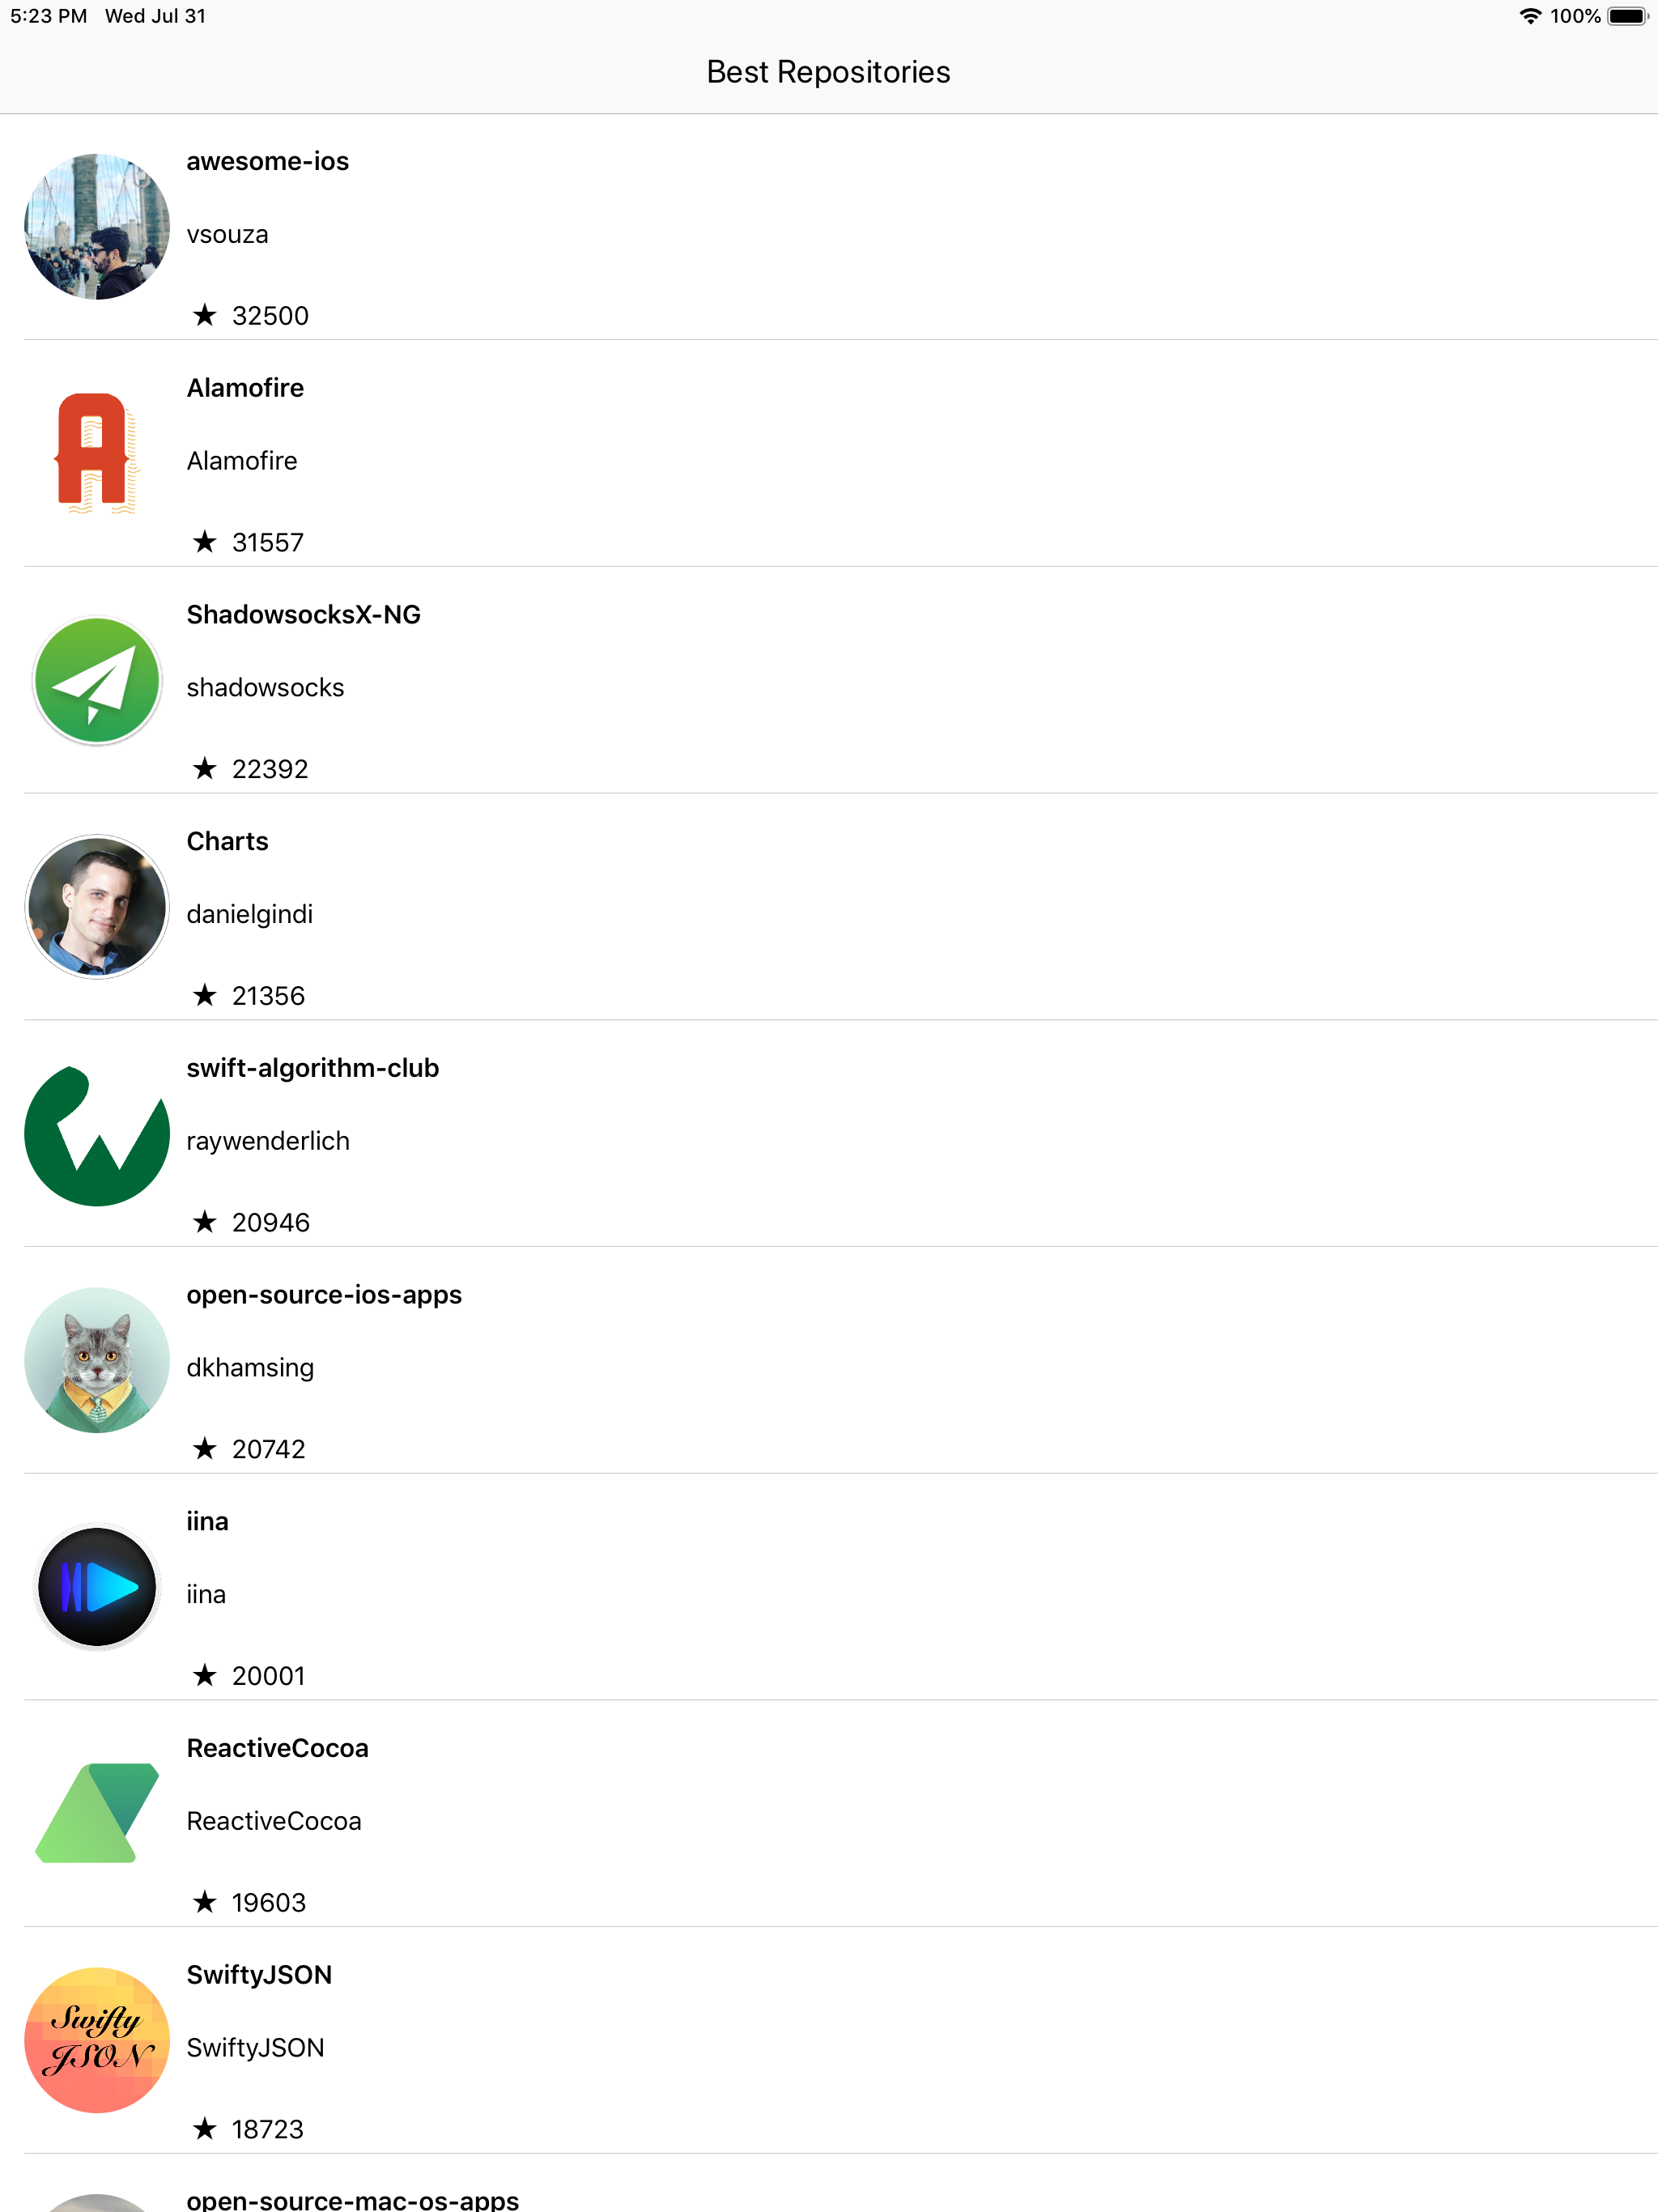 5:23 PM Wed Jul 31 100%
Best Repositories
awesome-ios
vsouza
★ 32500
Alamofire
Alamofire
★ 31557
ShadowsocksX-NG
shadowsocks
★ 22392
Charts
danielgindi
★ 21356
swift-algorithm-club
raywenderlich
★ 20946
open-source-ios-apps
dkhamsing
★ 20742
iina
iina
★ 20001
ReactiveCocoa
ReactiveCocoa
★ 19603
SwiftyJSON
Swifty
JSON
SwiftyJSON
★ 18723
open-source-mac-os-apps